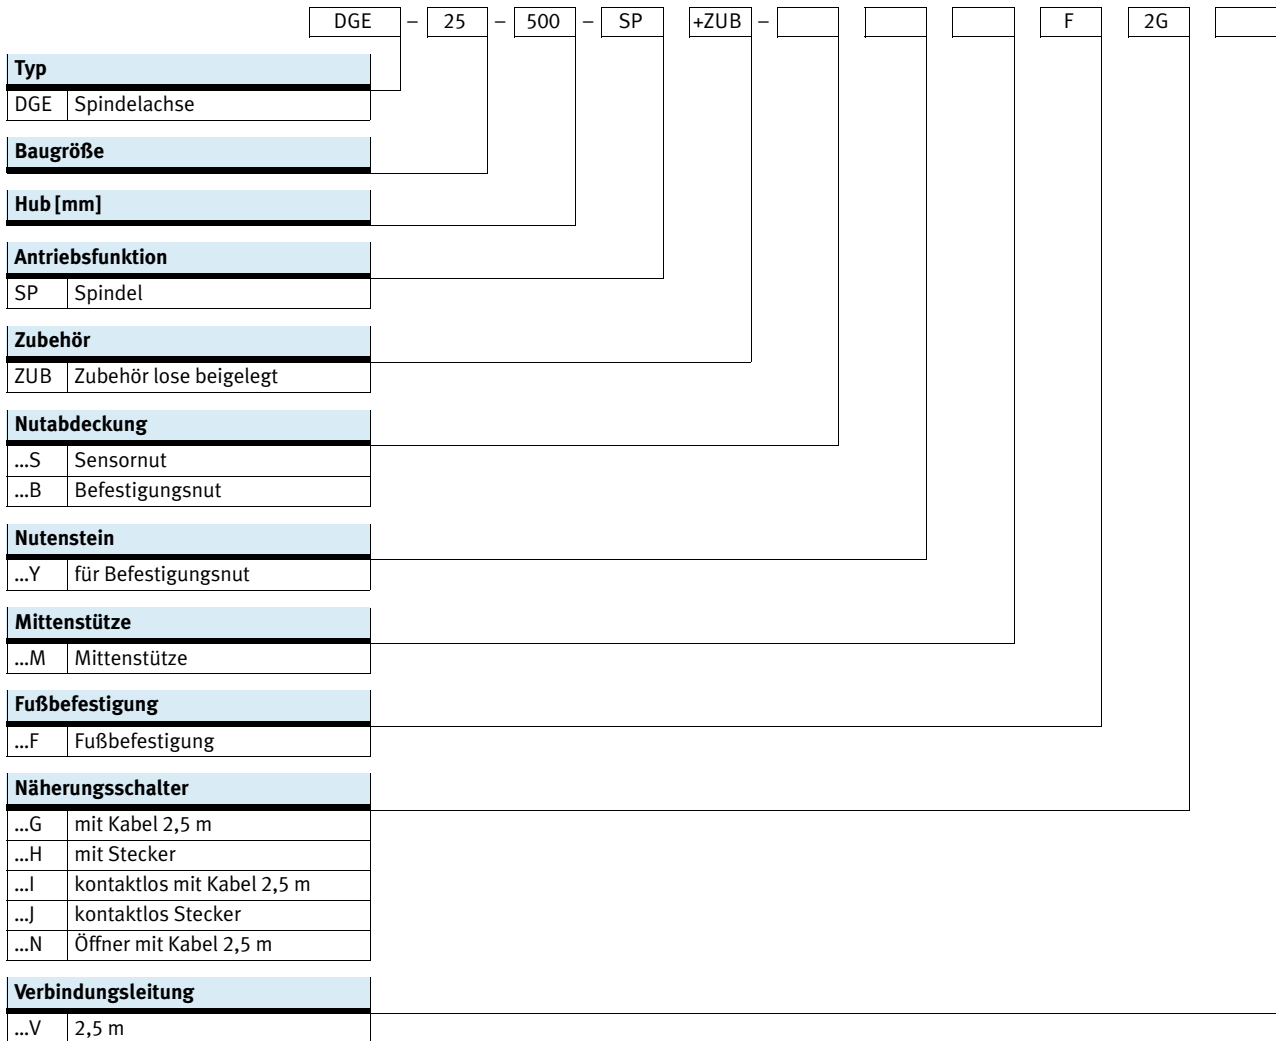 DGE – 25 – 500 – SP +ZUB – F 2G
Typ
DGE Spindelachse
Baugröße
Hub [mm]
Antriebsfunktion
SP Spindel
Zubehör
ZUB Zubehör lose beigelegt
Nutabdeckung
...S Sensornut
...B Befestigungsnut
Nutenstein
...Y für Befestigungsnut
Mittenstütze
...M Mittenstütze
Fußbefestigung
...F Fußbefestigung
Näherungsschalter
...G mit Kabel 2,5 m
...H mit Stecker
...I kontaktlos mit Kabel 2,5 m
...J kontaktlos Stecker
...N Öffner mit Kabel 2,5 m
Verbindungsleitung
...V 2,5 m